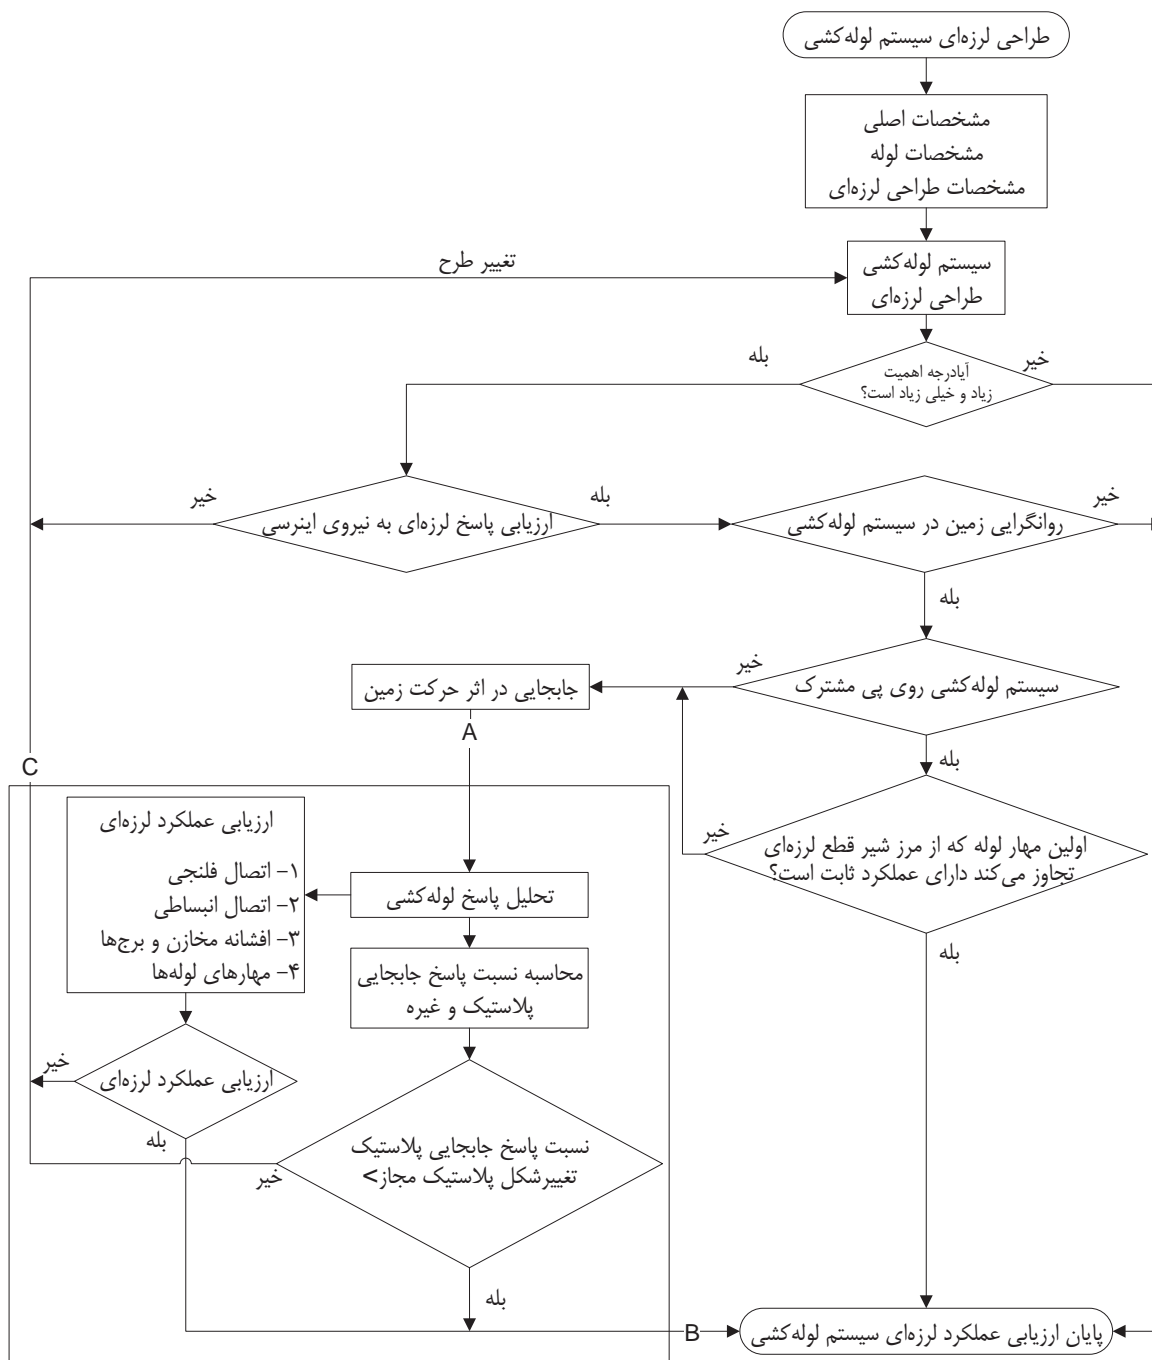 طراحی لرزه‌ای سیستم لوله‌کشی
مشخصات اصلی
مشخصات لوله
مشخصات طراحی لرزه‌ای
تغییر طرح
سیستم لوله‌کشی
طراحی لرزه‌ای
بله
خیر
آیادرجه اهمیت
زیاد و خیلی زیاد است؟
خیر
بله
خیر
روانگرایی زمین در سیستم لوله‌کشی
ارزیابی پاسخ لرزه‌ای به نیروی اینرسی
بله
خیر
سیستم لوله‌کشی روی پی مشترک
جابجایی در اثر حرکت زمین
A
بله
C
خیر
اولین مهار لوله که از مرز شیر قطع لرزه‌ای
تجاوز می‌کند دارای عملکرد ثابت است؟
ارزیابی عملکرد لرزه‌ای
۱- اتصال فلنجی
۲- اتصال انبساطی
۳- افشانه مخازن و برج‌ها
۴- مهارهای لوله‌ها
تحلیل پاسخ لوله‌کشی
بله
محاسبه نسبت پاسخ جابجایی
پلاستیک و غیره
خیر
ارزیابی عملکرد لرزه‌ای
بله
نسبت پاسخ جابجایی پلاستیک
تغییرشکل پلاستیک مجاز>
خیر
بله
B
پایان ارزیابی عملکرد لرزه‌ای سیستم لوله‌کشی